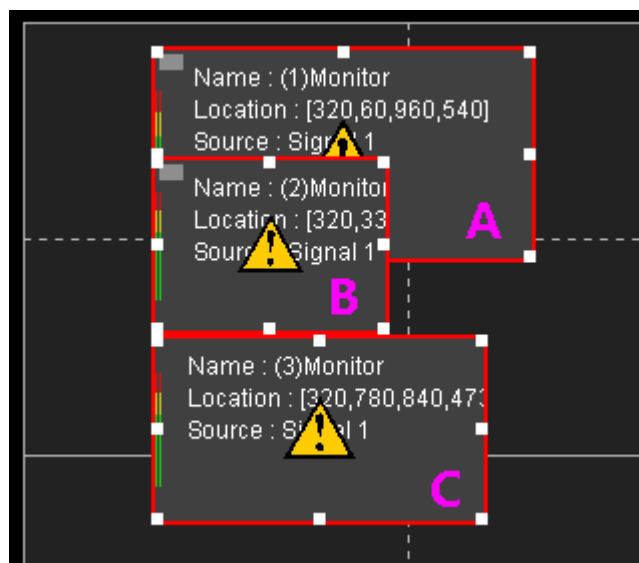 Name : (1)Monitor
Location : [320,60,960,540]
Source : Signal 1
A
Name : (2)Monitor
Location : [320,33
Source : Signal 1
B
Name : (3)Monitor
Location : [320,780,840,473
Source : Signal 1
C